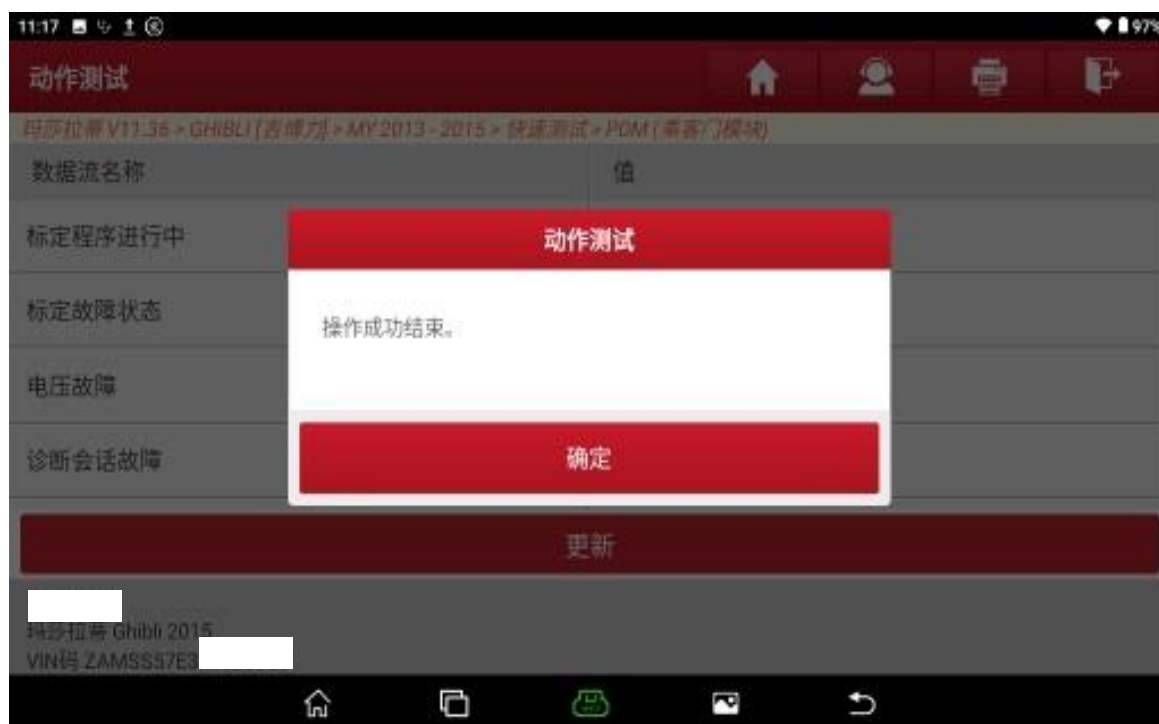 11:17
97%
动作测试
玛莎拉蒂 V11.36 > GHIBLI [吉博力] > MY 2013 - 2015 > 快速测试 > PDM (乘客门模块)
数据流名称 值
标定程序进行中
动作测试
标定故障状态
操作成功结束。
电压故障
诊断会话故障
确定
更新
玛莎拉蒂 Ghibli 2015
VIN码 ZAMSS57E3